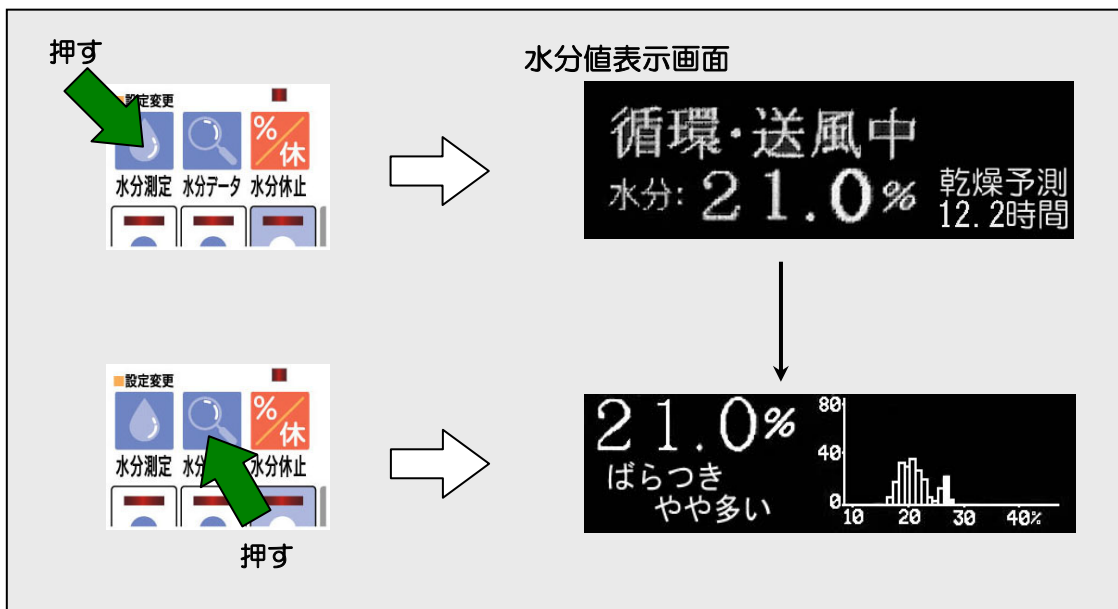 押す
水分値表示画面
設定変更
%/休
水分測定 水分データ 水分休止
循環・送風中
水分: 21.0%
乾燥予測
12.2時間
設定変更
%/休
水分測定 水分 水分休止
押す
21.0%
ばらつき
やや多い
80
40
0
10 20 30 40%